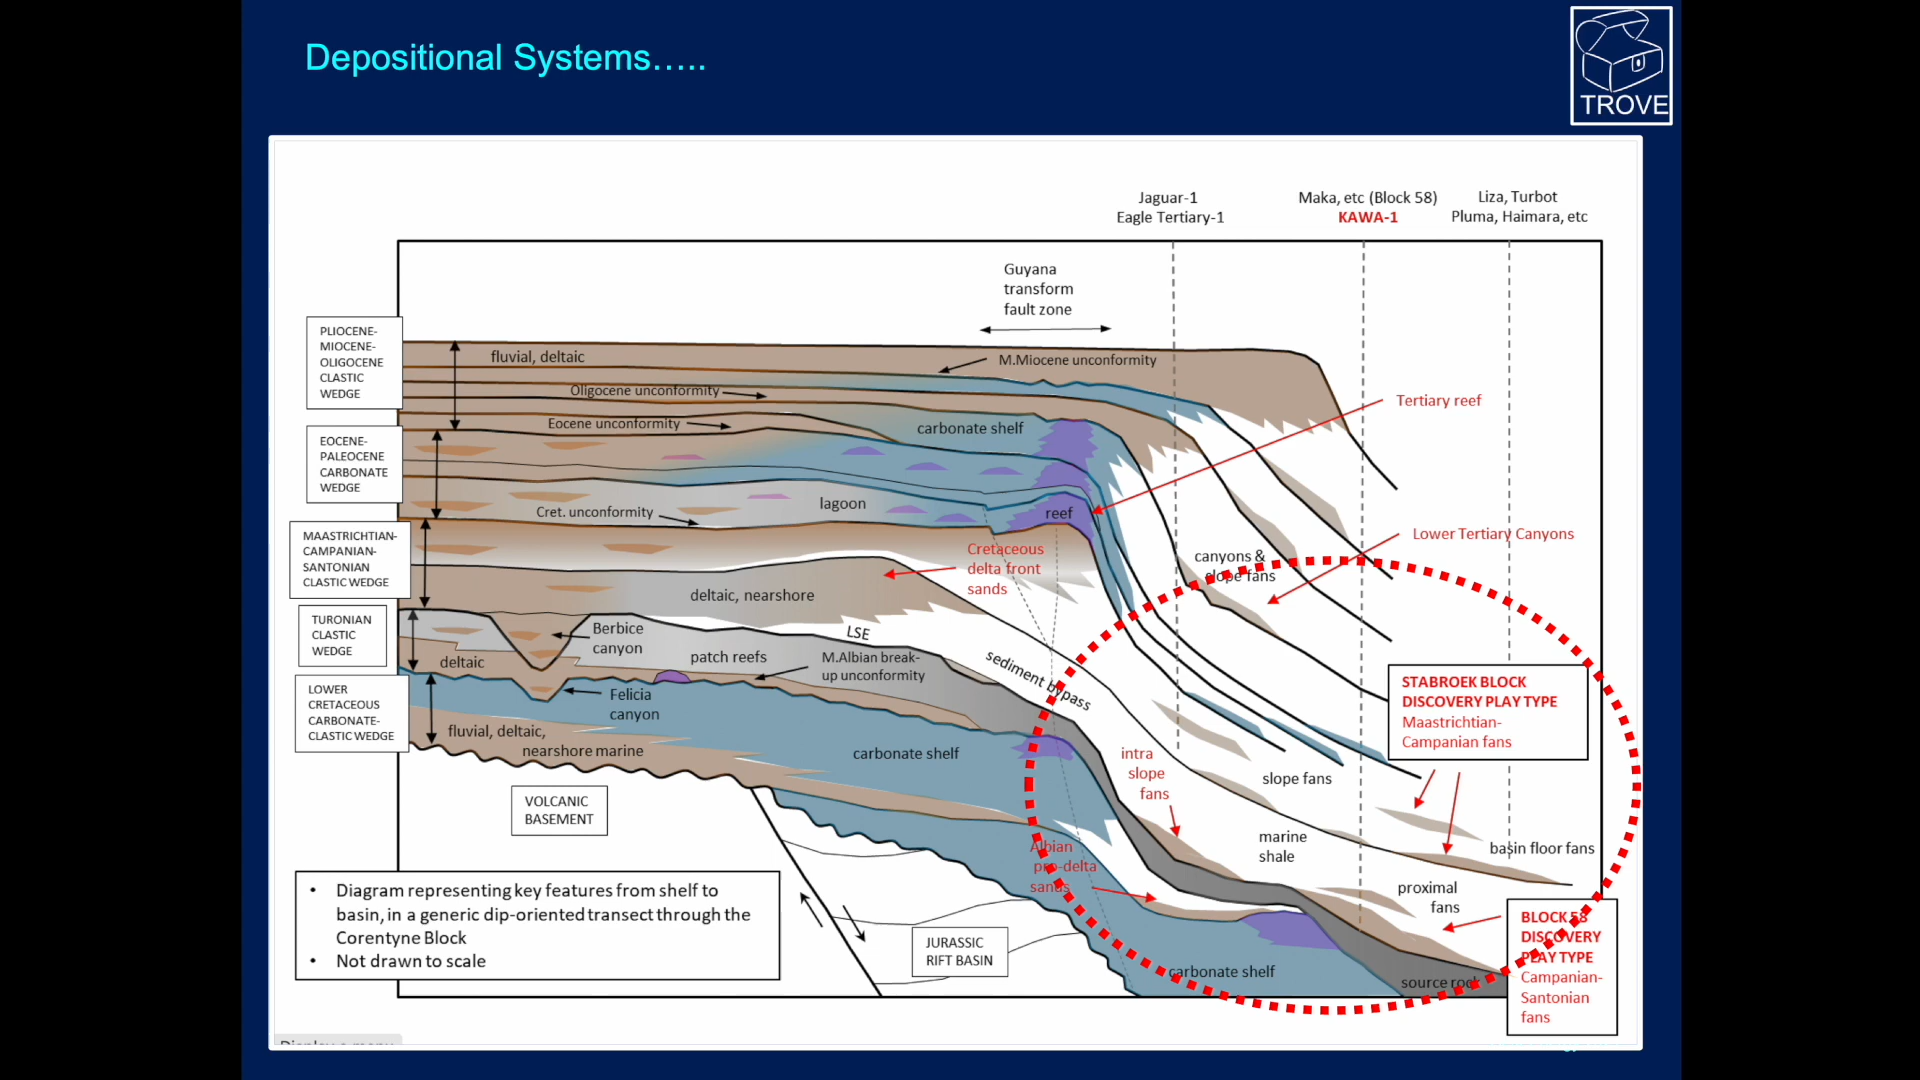 Depositional Systems.....
TROVE
Jaguar-1
Eagle Tertiary-1
Maka, etc (Block 58)
KAWA-1
Liza, Turbot
Pluma, Haimara, etc
Guyana
transform
fault zone
PLIOCENE-
MIOCENE-
OLIGOCENE
CLASTIC
WEDGE
fluvial, deltaic
M.Miocene unconformity
Oligocene unconformity
Eocene unconformity
carbonate shelf
Tertiary reef
EOCENE-
PALEOCENE
CARBONATE
WEDGE
lagoon
reef
Cret. unconformity
MAASTRICHTIAN-
CAMPANIAN-
SANTONIAN
CLASTIC WEDGE
Cretaceous
delta front
sands
Lower Tertiary Canyons
canyons &
slope fans
deltaic, nearshore
TURONIAN
CLASTIC
WEDGE
Berbice
canyon
LSE
deltaic
patch reefs
M.Albian break-
up unconformity
sediment bypass
LOWER
CRETACEOUS
CARBONATE-
CLASTIC WEDGE
Felicia
canyon
fluvial, deltaic,
nearshore marine
carbonate shelf
STABROEK BLOCK
DISCOVERY PLAY TYPE
Maastrichtian-
Campanian fans
intra
slope
fans
slope fans
VOLCANIC
BASEMENT
marine
shale
basin floor fans
Albian
pro-delta
sands
proximal
fans
• Diagram representing key features from shelf to
basin, in a generic dip-oriented transect through the
Corentyne Block
• Not drawn to scale
JURASSIC
RIFT BASIN
carbonate shelf
source rock
BLOCK 58
DISCOVERY
PLAY TYPE
Campanian-
Santonian
fans